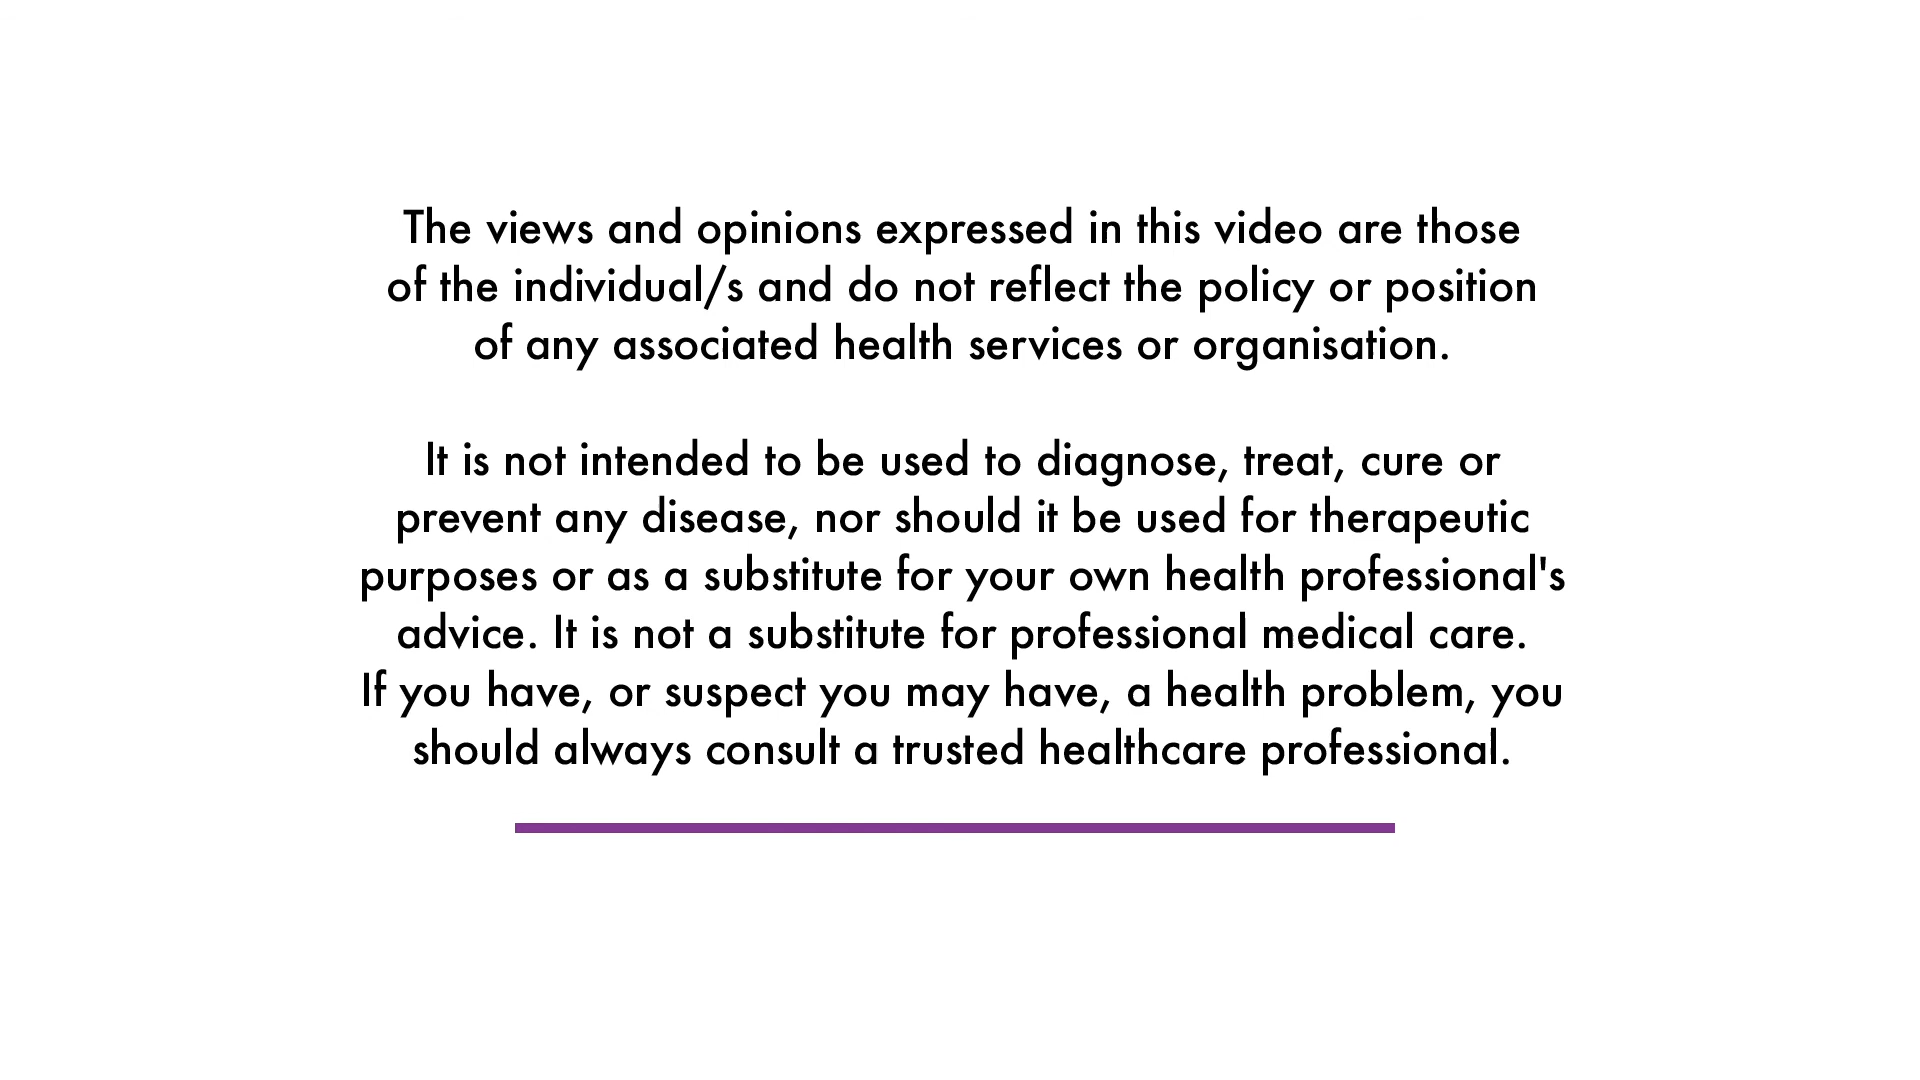 The views and opinions expressed in this video are those
of the individual/s and do not reflect the policy or position
of any associated health services or organisation.
It is not intended to be used to diagnose, treat, cure or
prevent any disease, nor should it be used for therapeutic
purposes or as a substitute for your own health professional's
advice. It is not a substitute for professional medical care.
If you have, or suspect you may have, a health problem, you
should always consult a trusted healthcare professional.